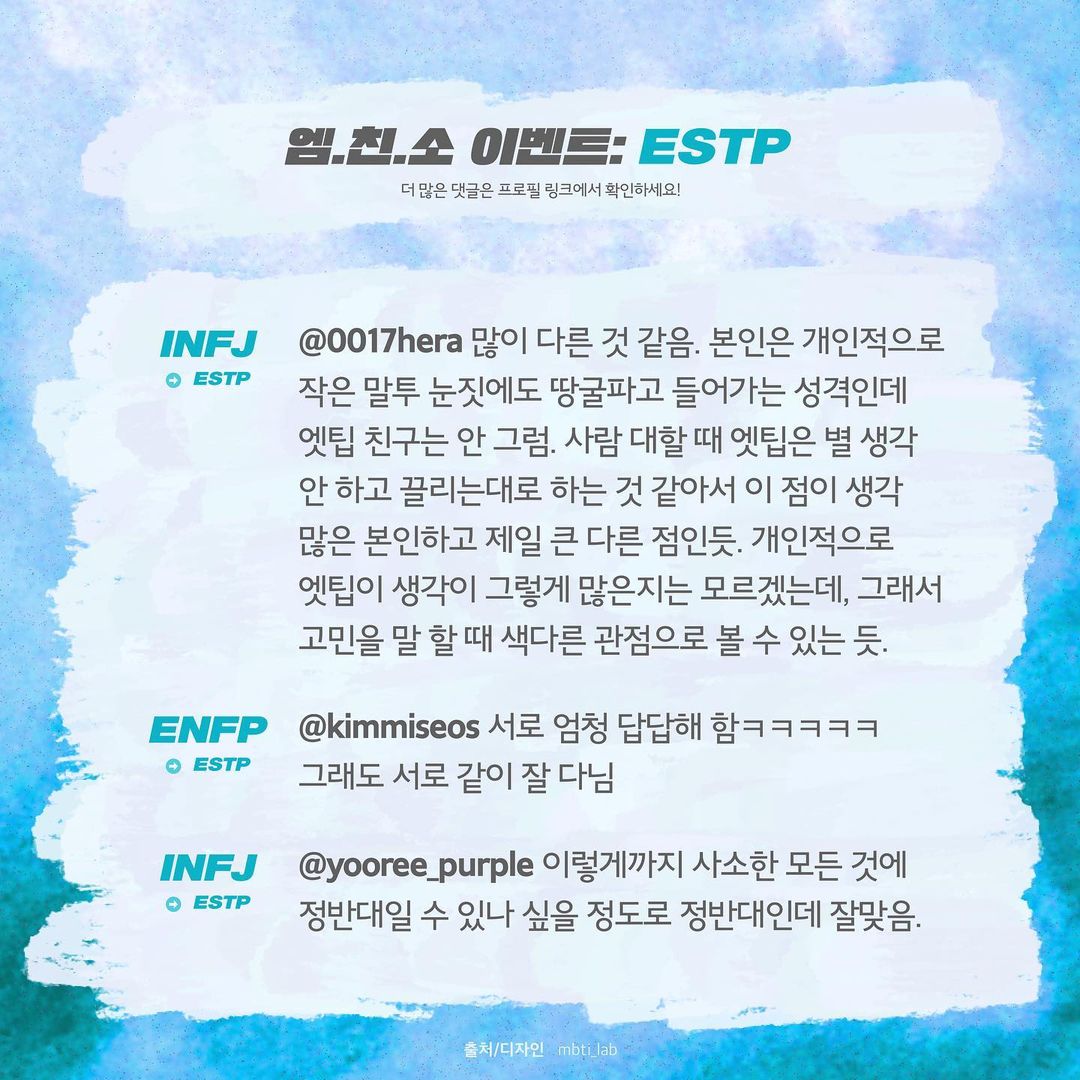 엠.친.소 이벤트: ESTP
더 많은 댓글은 프로필 링크에서 확인하세요!
INFJ
→ ESTP
@0017hera 많이 다른 것 같음. 본인은 개인적으로
작은 말투 눈짓에도 땅굴파고 들어가는 성격인데
엣팁 친구는 안 그럼. 사람 대할 때 엣팁은 별 생각
안 하고 끌리는대로 하는 것 같아서 이 점이 생각
많은 본인하고 제일 큰 다른 점인듯. 개인적으로
엣팁이 생각이 그렇게 많은지는 모르겠는데, 그래서
고민을 말 할 때 색다른 관점으로 볼 수 있는 듯.
ENFP
→ ESTP
@kimmiseos 서로 엄청 답답해 함ㅋㅋㅋㅋㅋ
그래도 서로 같이 잘 다님
INFJ
→ ESTP
@yooree_purple 이렇게까지 사소한 모든 것에
정반대일 수 있나 싶을 정도로 정반대인데 잘맞음.
출처/디자인 mbti_lab